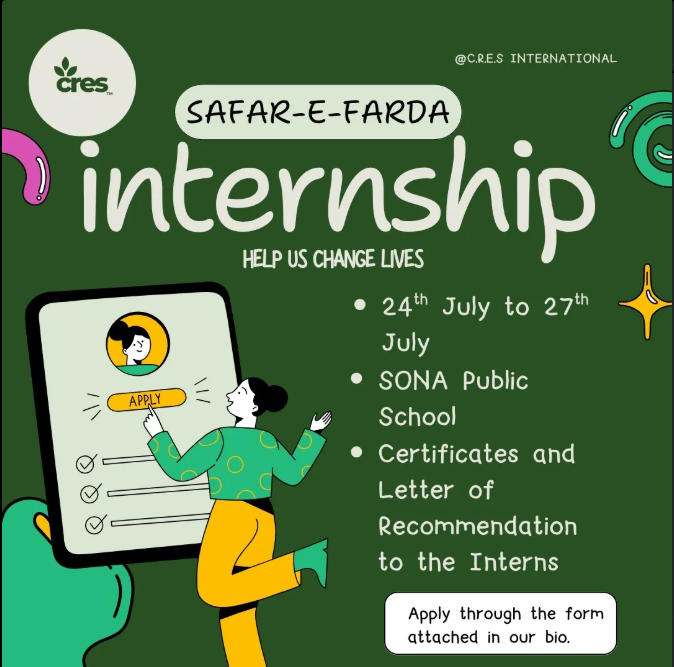 cres
TM
@C.R.E.S INTERNATIONAL
SAFAR-E-FARDA
internship
HELP US CHANGE LIVES
APPLY
• 24th July to 27th
July
• SONA Public
School
• Certificates and
Letter of
Recommendation
to the Interns
Apply through the form
attached in our bio.